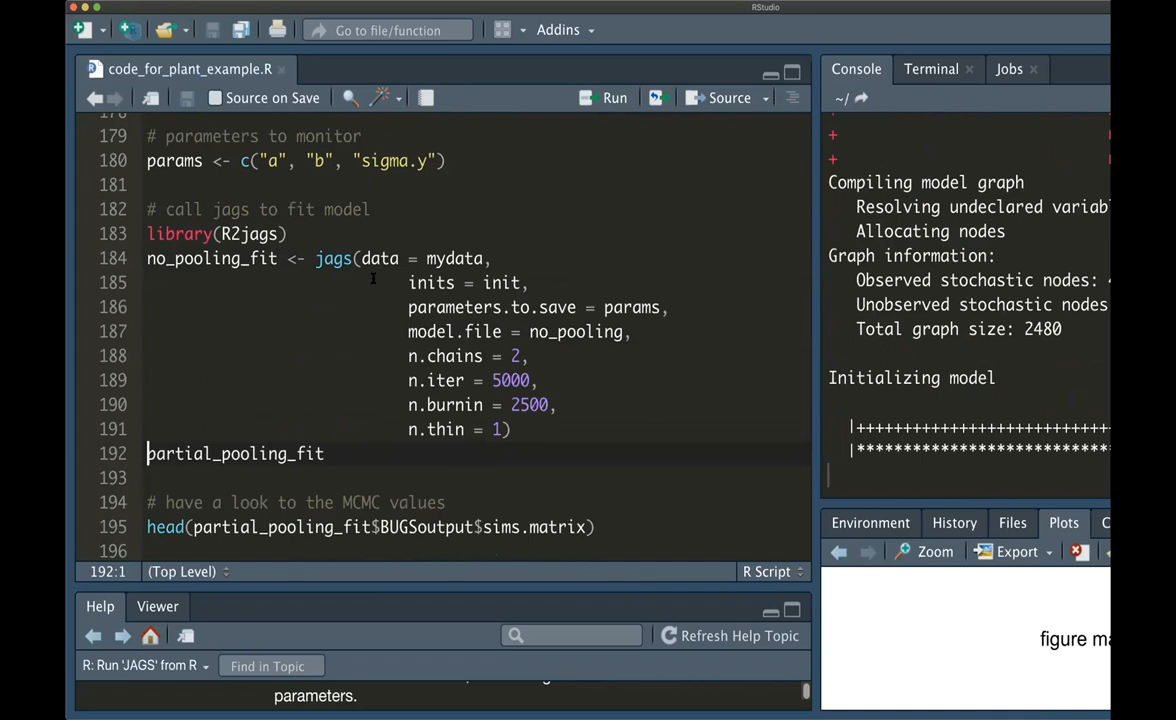 RStudio
Go to file/function
Addins
code_for_plant_example.R
Source on Save
Run
Source
178
179 # parameters to monitor
180 params <- c("a", "b", "sigma.y")
181
182 # call jags to fit model
183 library(R2jags)
184 no_pooling_fit <- jags(data = mydata,
185 inits = init,
186 parameters.to.save = params,
187 model.file = no_pooling,
188 n.chains = 2,
189 n.iter = 5000,
190 n.burnin = 2500,
191 n.thin = 1)
192 partial_pooling_fit
193
194 # have a look to the MCMC values
195 head(partial_pooling_fit$BUGSoutput$sims.matrix)
196
192:1 (Top Level) R Script
Help Viewer
Refresh Help Topic
R: Run 'JAGS' from R Find in Topic
parameters.
Console Terminal Jobs
~/
+
+
Compiling model graph
Resolving undeclared variabl
Allocating nodes
Graph information:
Observed stochastic nodes:
Unobserved stochastic nodes
Total graph size: 2480
Initializing model
|++++++++++++++++++++++++++++
|****************************
Environment History Files Plots
Zoom Export
figure ma